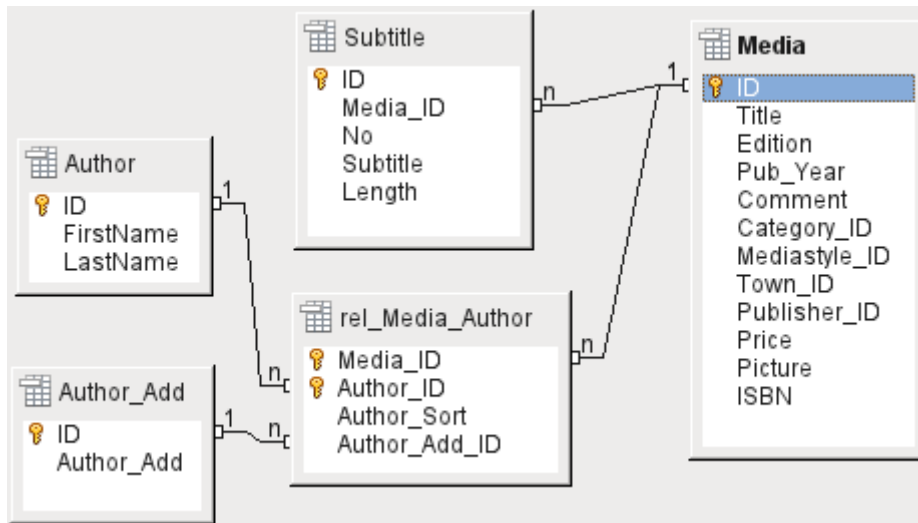 Subtitle
ID
Media_ID
No
Subtitle
Length
Media
ID
Title
Edition
Pub_Year
Comment
Category_ID
Mediastyle_ID
Town_ID
Publisher_ID
Price
Picture
ISBN
Author
ID
FirstName
LastName
rel_Media_Author
Media_ID
Author_ID
Author_Sort
Author_Add_ID
Author_Add
ID
Author_Add
n
1
1
n
n
1
n